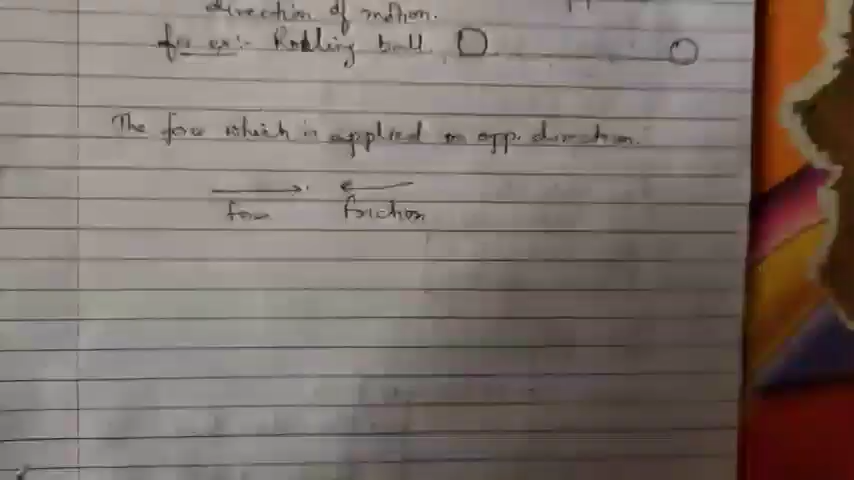 direction of motion.
for ex:- Rolling ball.
The force which is applied in opp. direction.
force friction